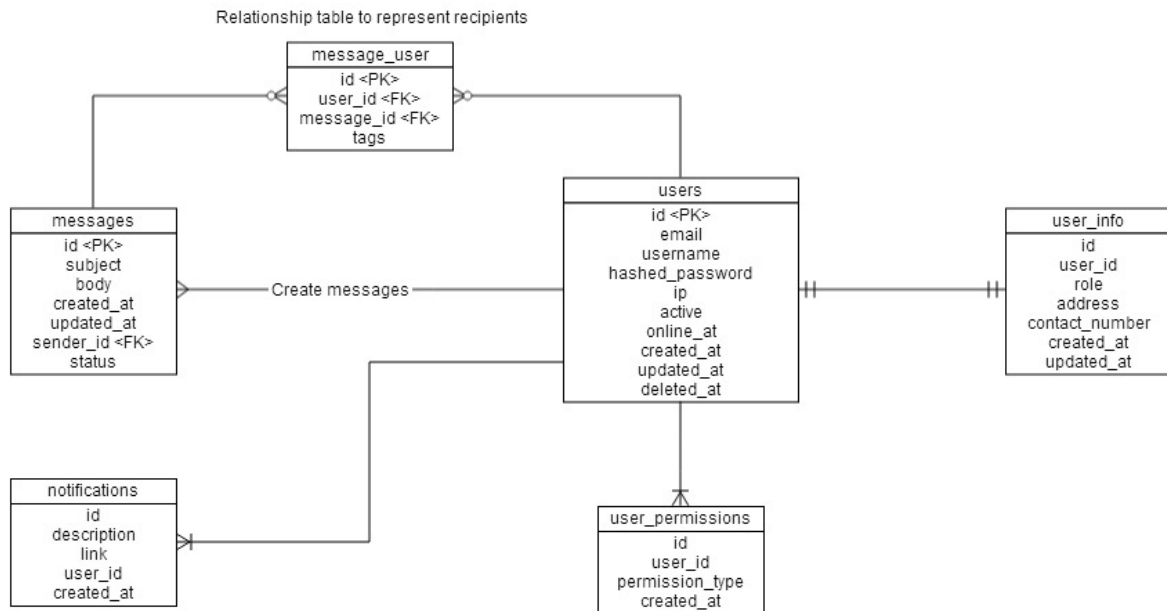 Relationship table to represent recipients
message_user
id <PK>
user_id <FK>
message_id <FK>
tags
messages
id <PK>
subject
body
created_at
updated_at
sender_id <FK>
status
Create messages
users
id <PK>
email
username
hashed_password
ip
active
online_at
created_at
updated_at
deleted_at
user_info
id
user_id
role
address
contact_number
created_at
updated_at
notifications
id
description
link
user_id
created_at
user_permissions
id
user_id
permission_type
created_at